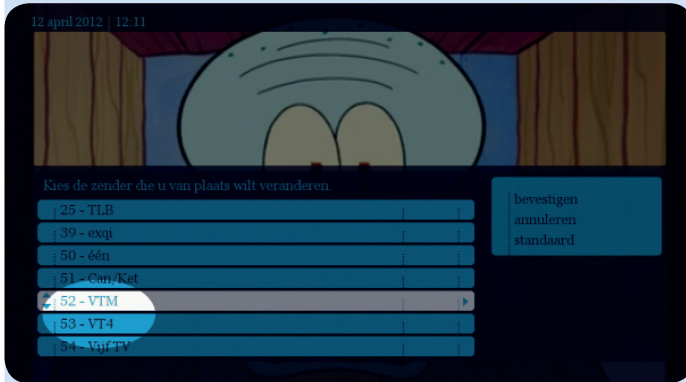 12 april 2012 | 12:11
Kies de zender die u van plaats wilt veranderen.
25 - TLB
39 - exqi
50 - één
51 - Can/Ket
52 - VTM
53 - VT4
54 - Vijf TV
bevestigen
annuleren
standaard